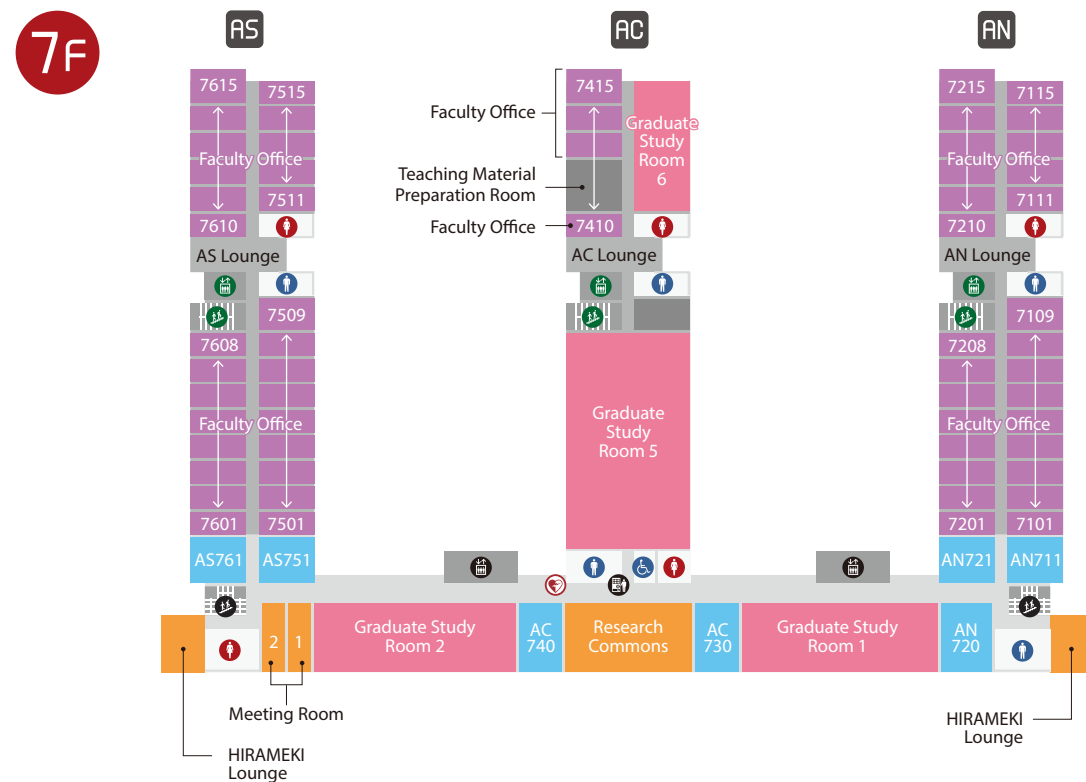 7F
AS
AC
AN
7615
7515
Faculty Office
7511
7610
AS Lounge
7509
7608
Faculty Office
7601
7501
AS761
AS751
Faculty Office
7415
Graduate
Study
Room
6
Teaching Material
Preparation Room
Faculty Office
7410
AC Lounge
Graduate
Study
Room 5
7215
7115
Faculty Office
7111
7210
AN Lounge
7109
7208
Faculty Office
7201
7101
AN721
AN711
2
1
Graduate Study
Room 2
AC
740
Research
Commons
AC
730
Graduate Study
Room 1
AN
720
Meeting Room
HIRAMEKI
Lounge
HIRAMEKI
Lounge